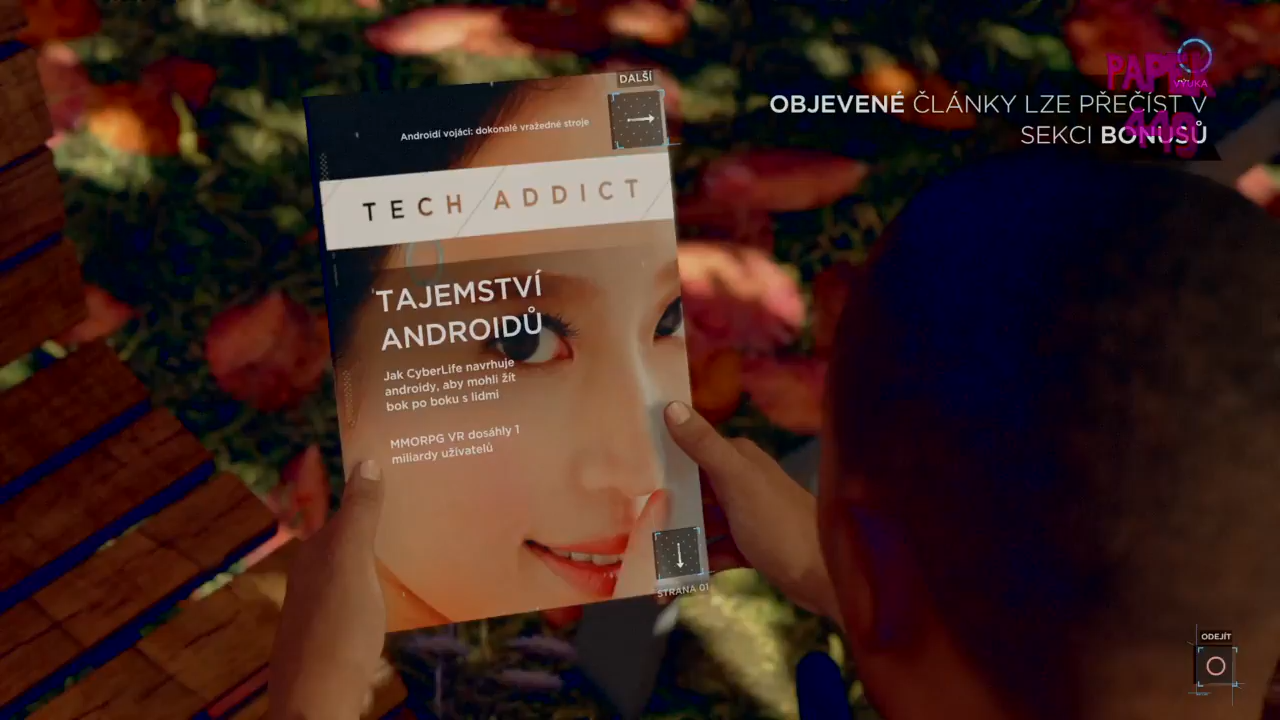 DALŠÍ
Androidí vojáci: dokonalé vražedné stroje
TECH ADDICT
TAJEMSTVÍ
ANDROIDŮ
Jak CyberLife navrhuje
androidy, aby mohli žít
bok po boku s lidmi
MMORPG VR dosáhly 1
miliardy uživatelů
STRANA 01
VÝUKA
OBJEVENÉ ČLÁNKY LZE PŘEČÍST V
SEKCI BONUSŮ
ODEJÍT